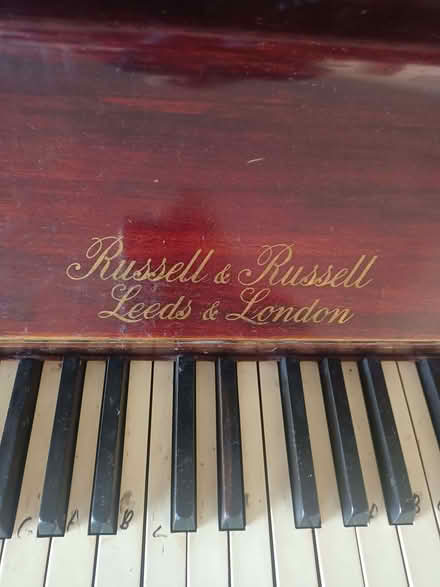 Russell & Russell
Leeds & London
G A B C A B